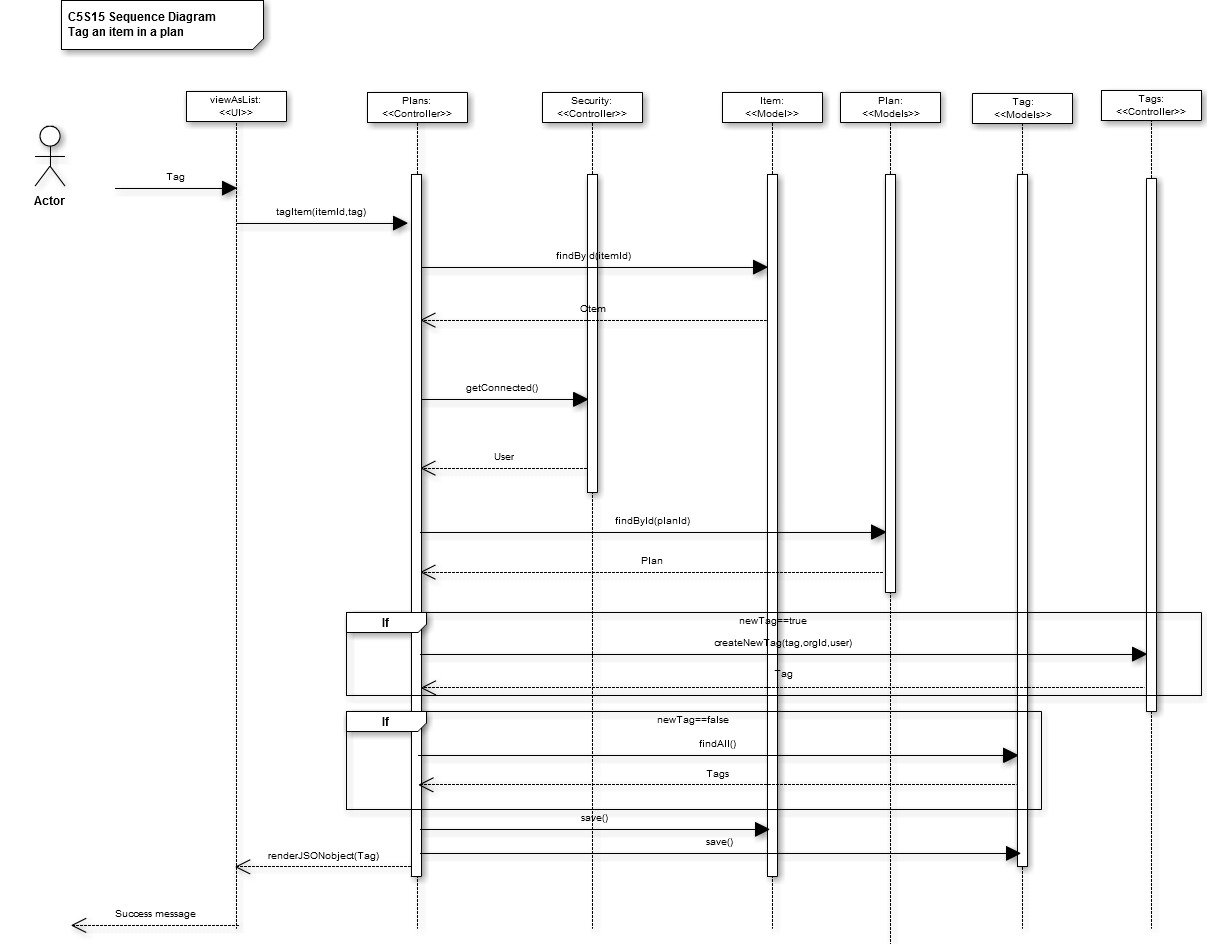 C5S15 Sequence Diagram
Tag an item in a plan
viewAsList:
<<UI>>
Plans:
<<Controller>>
Security:
<<Controller>>
Item:
<<Model>>
Plan:
<<Models>>
Tag:
<<Models>>
Tags:
<<Controller>>
Actor
Tag
tagItem(itemId,tag)
findById(itemId)
OItem
getConnected()
User
findById(planId)
Plan
If
newTag==true
createNewTag(tag,orgId,user)
Tag
If
newTag==false
findAll()
Tags
save()
save()
renderJSONobject(Tag)
Success message